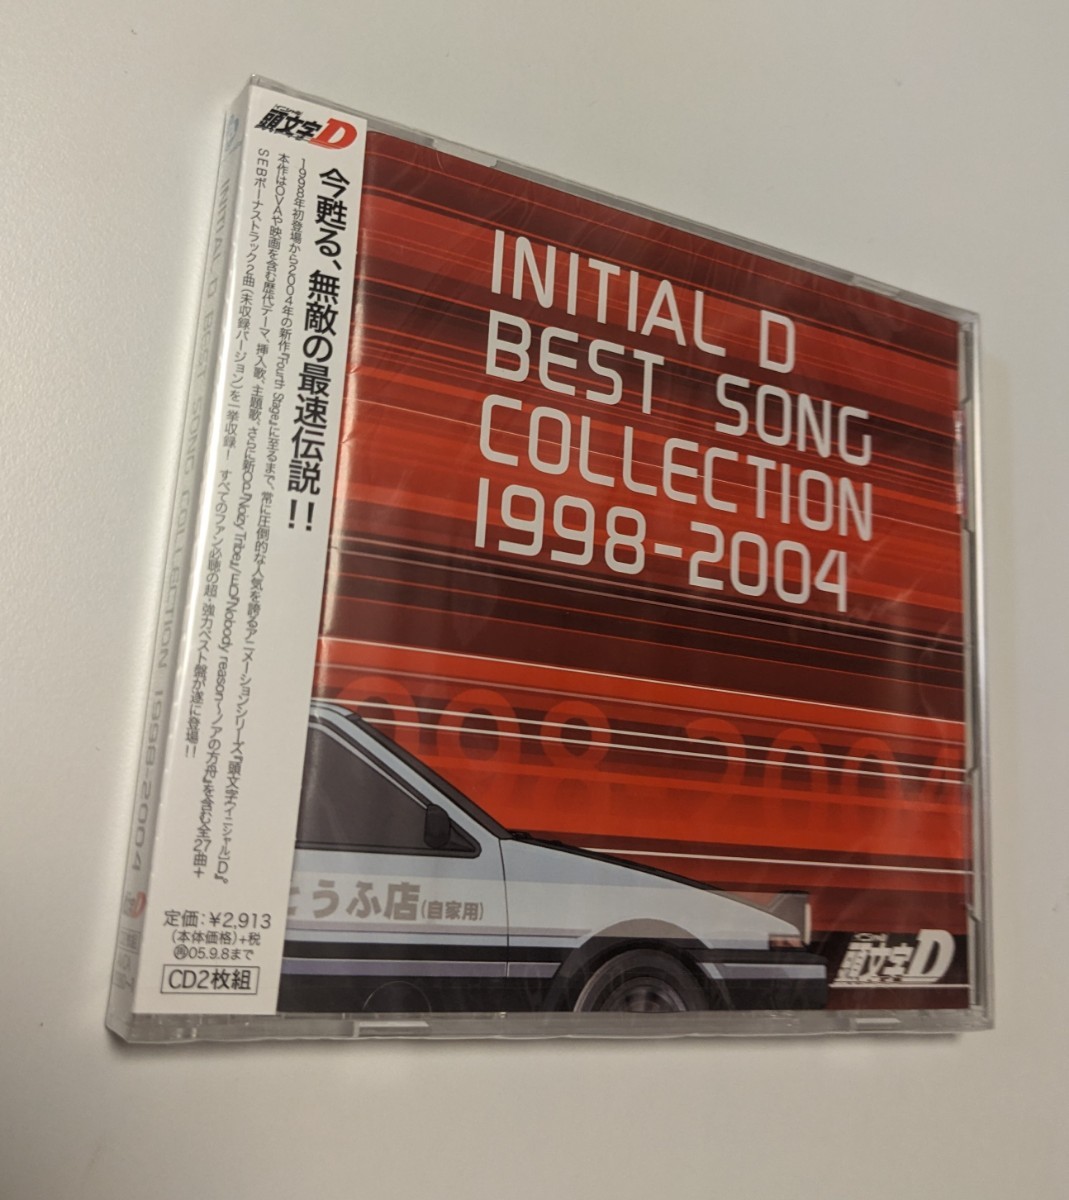 頭文字D
今甦る、無敵の最速伝説!!
1998年初登場から2004年の新作『Fourth Stage』に至るまで、常に圧倒的な人気を誇るアニメーションシリーズ『頭文字〈イニシャル〉D』。
本作はOVAや映画を含む歴代テーマ、挿入歌、主題歌、さらに新OP『Noizy Tribe』/ED『Nobody reason~ノアの方舟』を含む全27曲+
SEBボーナストラック2曲(未収録バージョン)を一挙収録! すべてのファン必聴の超・強力ベスト盤が遂に登場!!
定価:¥2,913
(本体価格)+税
05.9.8まで
CD2枚組
INITIAL D BEST SONG COLLECTION 1998-2004
INITIAL D
BEST SONG
COLLECTION
1998-2004
とうふ店(自家用)
頭文字D